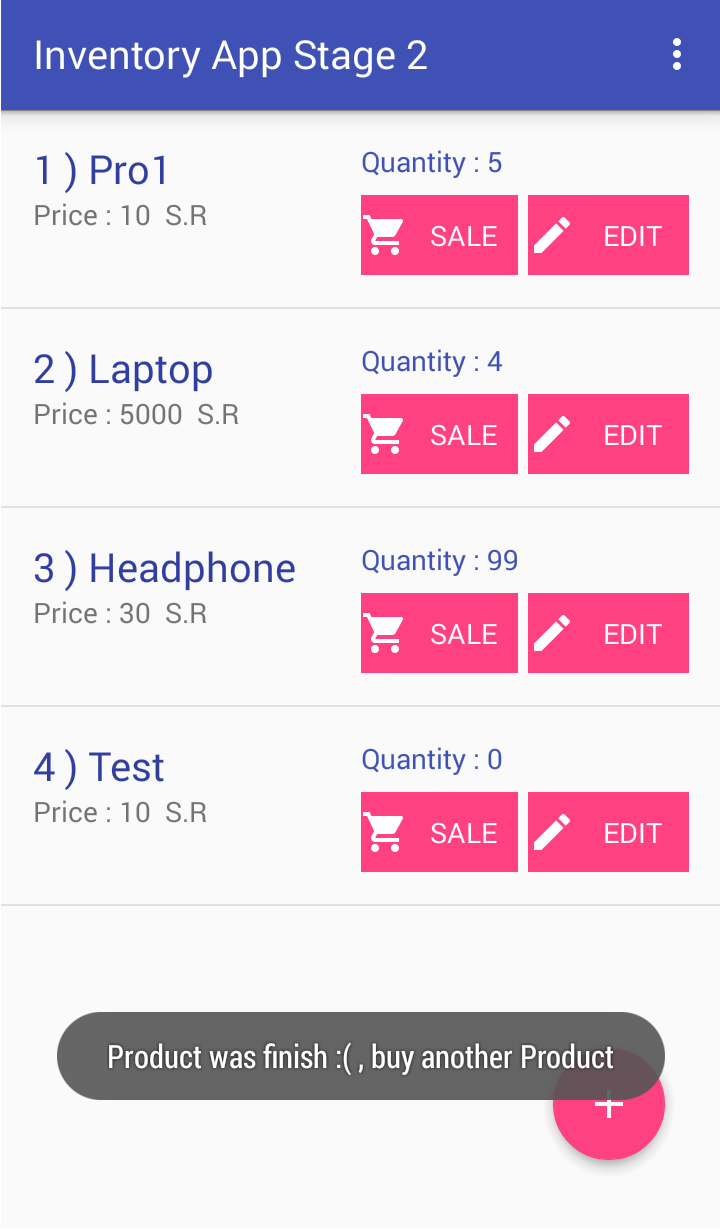 Inventory App Stage 2
1 ) Pro1
Quantity : 5
Price : 10  S.R
SALE
EDIT
2 ) Laptop
Quantity : 4
Price : 5000  S.R
SALE
EDIT
3 ) Headphone
Quantity : 99
Price : 30  S.R
SALE
EDIT
4 ) Test
Quantity : 0
Price : 10  S.R
SALE
EDIT
Product was finish :( , buy another Product